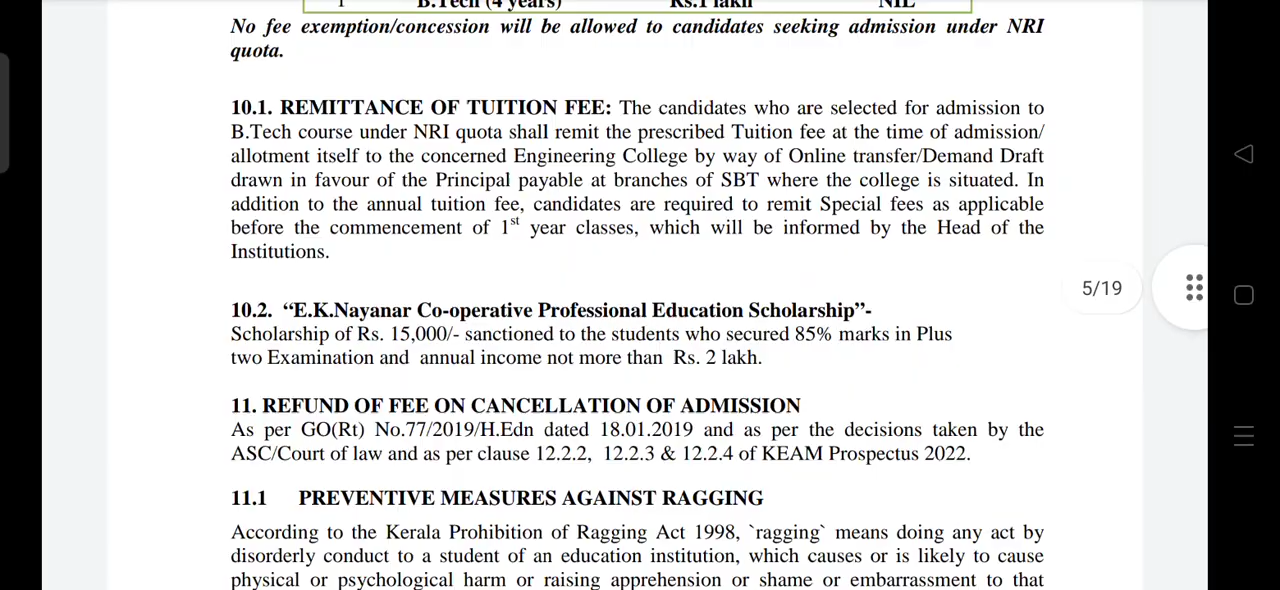 1 B.Tech (4 years) Rs.1 lakh NIL
No fee exemption/concession will be allowed to candidates seeking admission under NRI
quota.
10.1. REMITTANCE OF TUITION FEE: The candidates who are selected for admission to
B.Tech course under NRI quota shall remit the prescribed Tuition fee at the time of admission/
allotment itself to the concerned Engineering College by way of Online transfer/Demand Draft
drawn in favour of the Principal payable at branches of SBT where the college is situated. In
addition to the annual tuition fee, candidates are required to remit Special fees as applicable
before the commencement of 1st year classes, which will be informed by the Head of the
Institutions.
5/19
10.2. “E.K.Nayanar Co-operative Professional Education Scholarship”-
Scholarship of Rs. 15,000/- sanctioned to the students who secured 85% marks in Plus
two Examination and annual income not more than Rs. 2 lakh.
11. REFUND OF FEE ON CANCELLATION OF ADMISSION
As per GO(Rt) No.77/2019/H.Edn dated 18.01.2019 and as per the decisions taken by the
ASC/Court of law and as per clause 12.2.2, 12.2.3 & 12.2.4 of KEAM Prospectus 2022.
11.1 PREVENTIVE MEASURES AGAINST RAGGING
According to the Kerala Prohibition of Ragging Act 1998, `ragging` means doing any act by
disorderly conduct to a student of an education institution, which causes or is likely to cause
physical or psychological harm or raising apprehension or shame or embarrassment to that